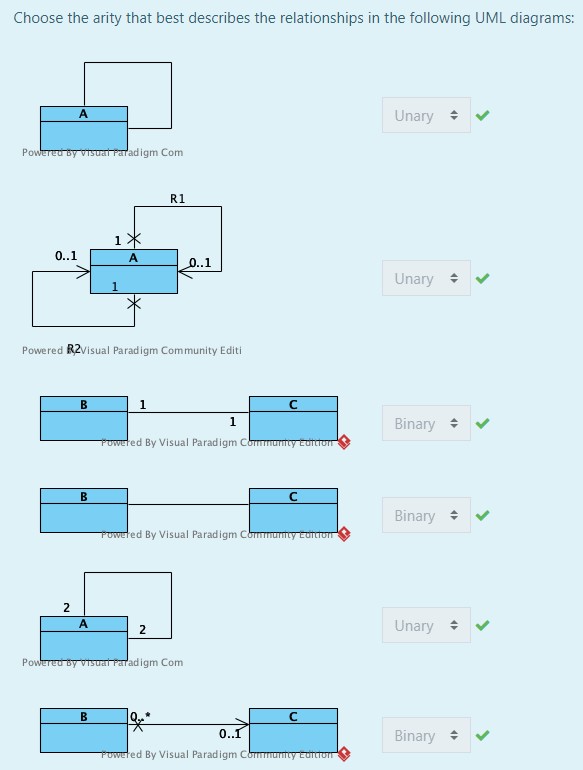 Choose the arity that best describes the relationships in the following UML diagrams:
A
Unary
Powered By Visual Paradigm Com
R1
1
0..1
A
0..1
1
Unary
R2
Powered By Visual Paradigm Community Editi
B
1
C
1
Binary
Powered By Visual Paradigm Community Edition
B
C
Binary
Powered By Visual Paradigm Community Edition
2
A
2
Unary
Powered By Visual Paradigm Com
B
0..*
C
0..1
Binary
Powered By Visual Paradigm Community Edition